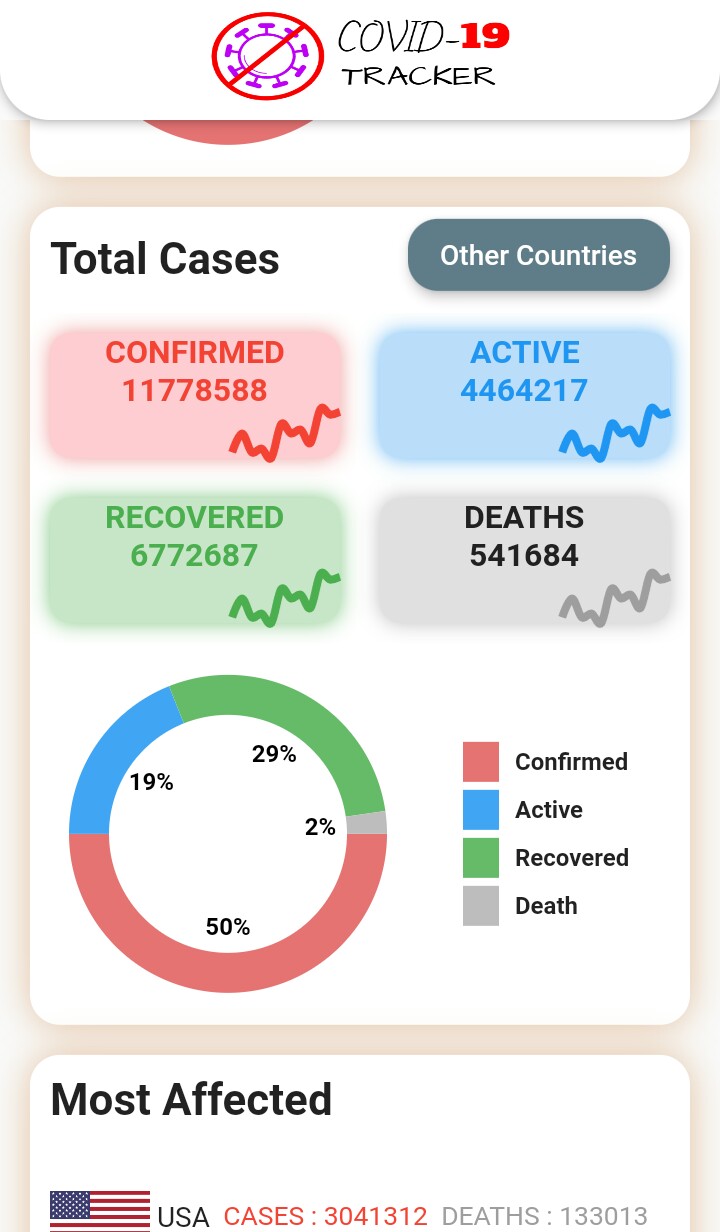 COVID-19
TRACKER
Total Cases
Other Countries
CONFIRMED
11778588
ACTIVE
4464217
RECOVERED
6772687
DEATHS
541684
29%
19%
2%
50%
Confirmed
Active
Recovered
Death
Most Affected
USA CASES : 3041312 DEATHS : 133013